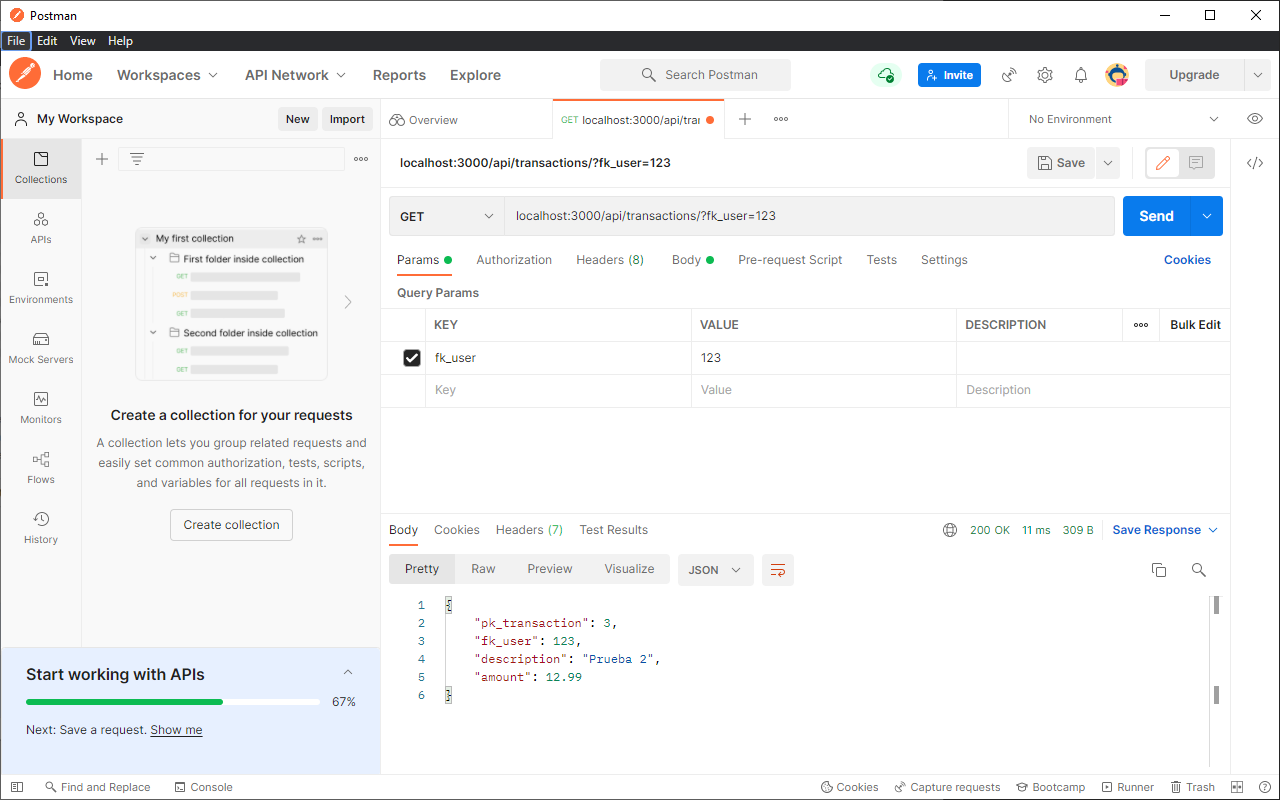 Postman
File Edit View Help
Home Workspaces API Network Reports Explore Search Postman Invite Upgrade
My Workspace New Import Overview GET localhost:3000/api/tran No Environment
Collections
APIs
Environments
Mock Servers
Monitors
Flows
History
My first collection
First folder inside collection
GET
POST
GET
Second folder inside collection
GET
GET
Create a collection for your requests
A collection lets you group related requests and
easily set common authorization, tests, scripts,
and variables for all requests in it.
Create collection
Start working with APIs
67%
Next: Save a request. Show me
localhost:3000/api/transactions/?fk_user=123 Save
GET localhost:3000/api/transactions/?fk_user=123 Send
Params Authorization Headers (8) Body Pre-request Script Tests Settings Cookies
Query Params
KEY VALUE DESCRIPTION Bulk Edit
fk_user 123
Key Value Description
Body Cookies Headers (7) Test Results 200 OK 11 ms 309 B Save Response
Pretty Raw Preview Visualize JSON
1 {
2 "pk_transaction": 3,
3 "fk_user": 123,
4 "description": "Prueba 2",
5 "amount": 12.99
6 }
Find and Replace Console Cookies Capture requests Bootcamp Runner Trash